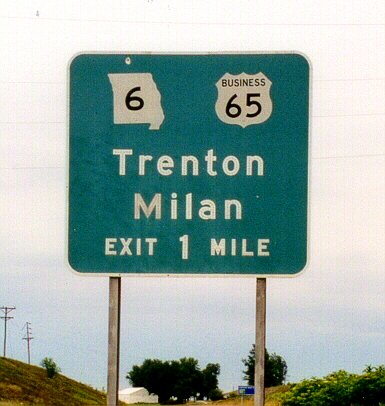 6
BUSINESS
65
Trenton
Milan
EXIT 1 MILE